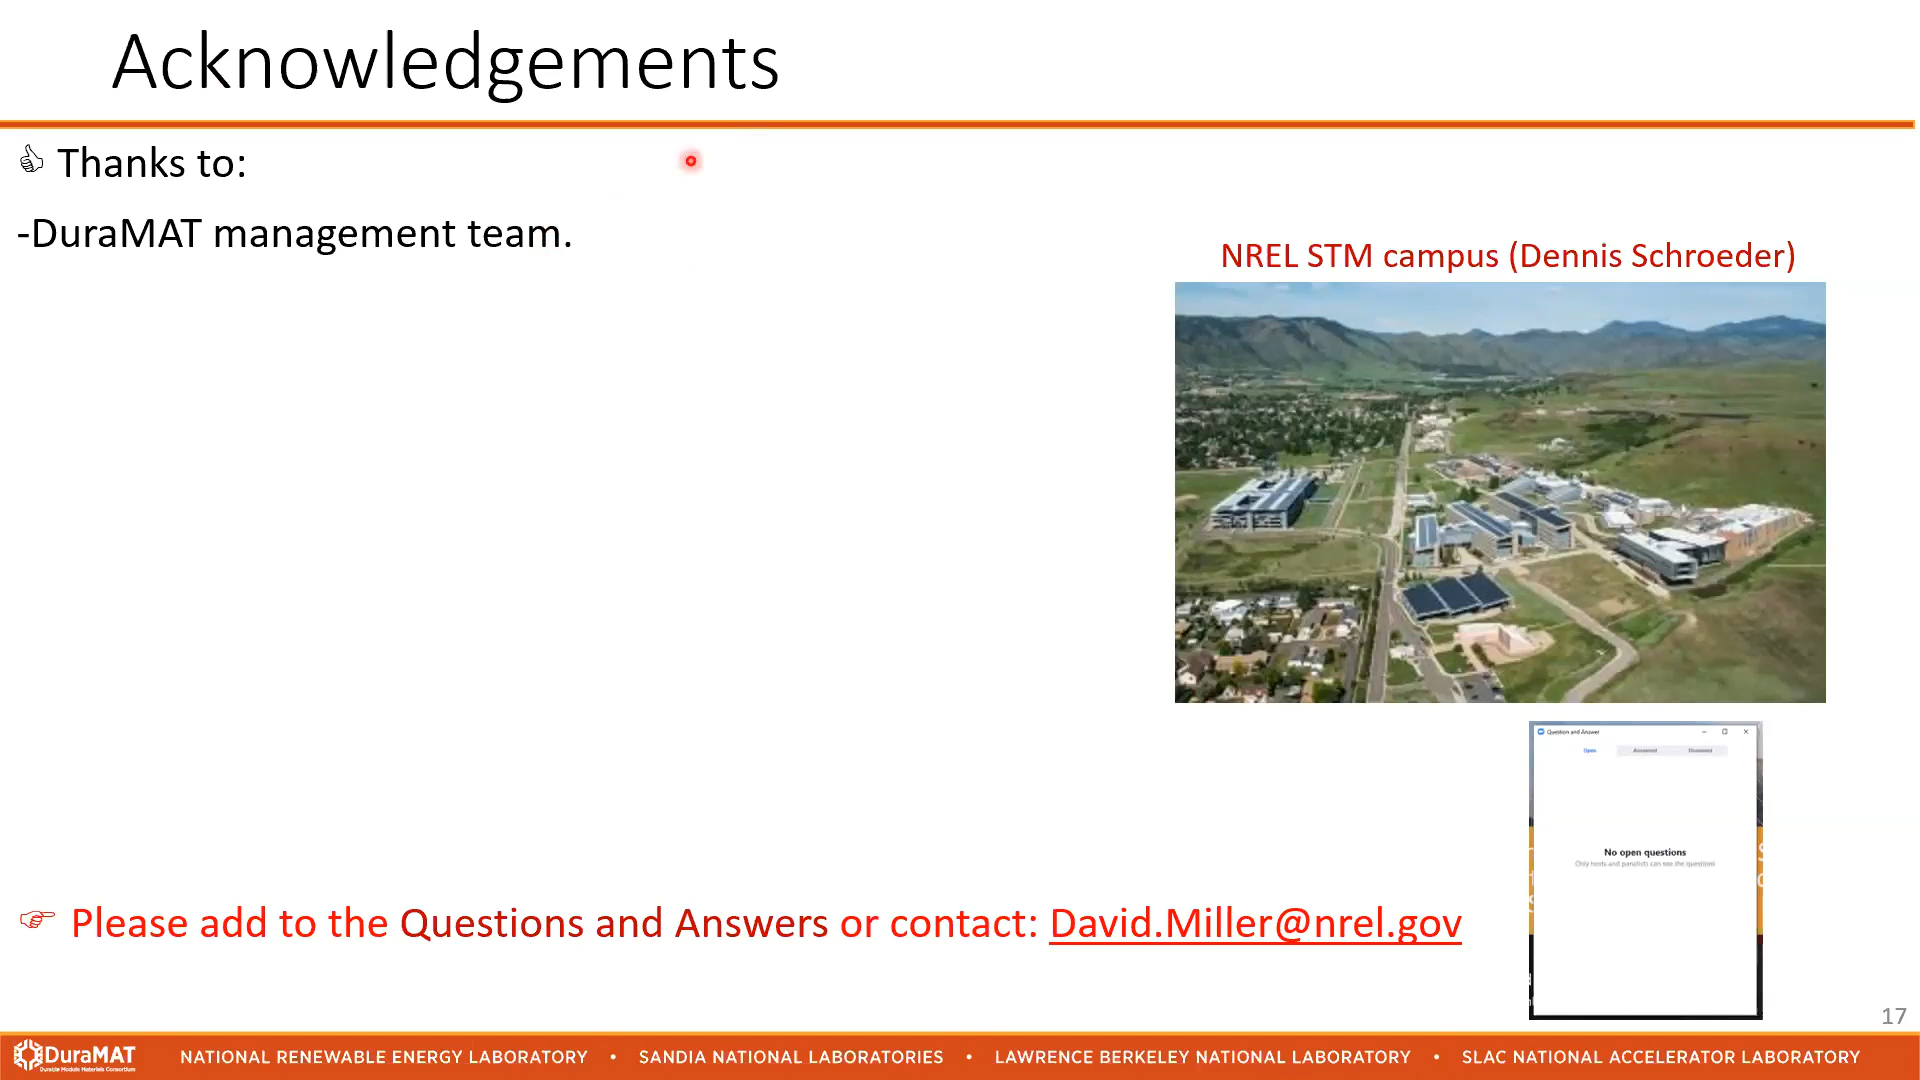 Acknowledgements
Thanks to:
-DuraMAT management team.
NREL STM campus (Dennis Schroeder)
Question and Answer
Open Answered Dismissed
No open questions
Only hosts and panelists can see the questions
Please add to the Questions and Answers or contact: David.Miller@nrel.gov
17
DuraMAT
Durable Module Materials Consortium
NATIONAL RENEWABLE ENERGY LABORATORY • SANDIA NATIONAL LABORATORIES • LAWRENCE BERKELEY NATIONAL LABORATORY • SLAC NATIONAL ACCELERATOR LABORATORY